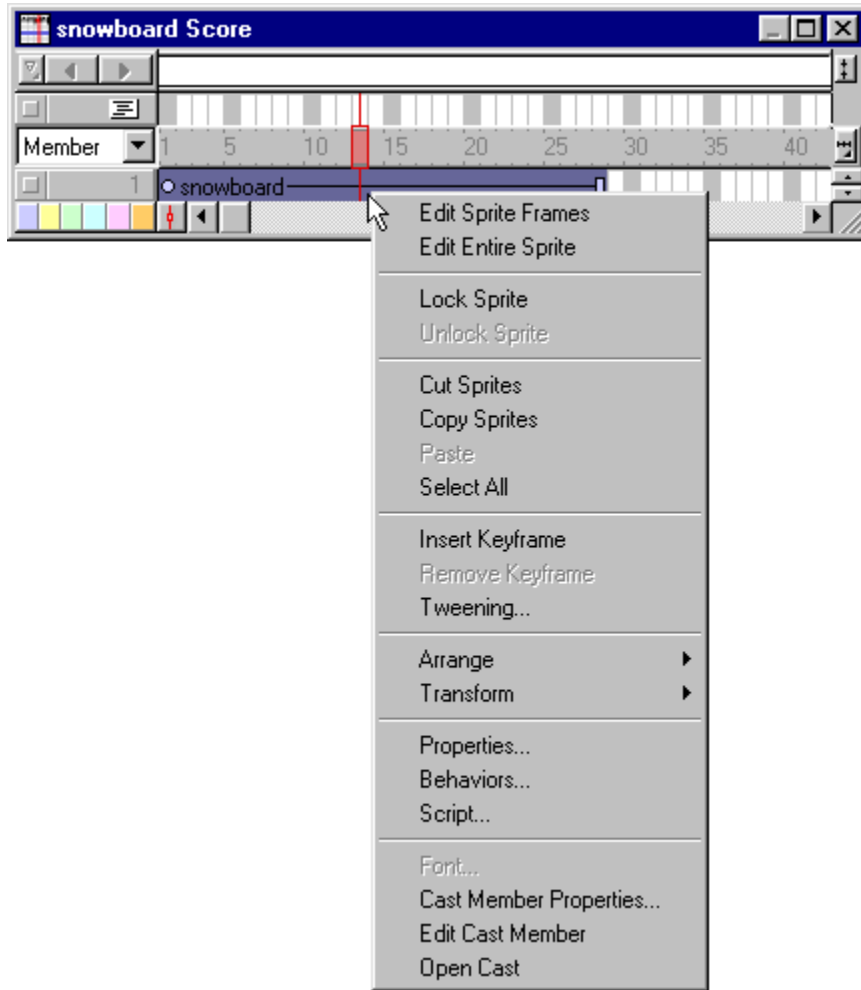 snowboard Score
Member
1 5 10 15 20 25 30 35 40
1 snowboard
Edit Sprite Frames
Edit Entire Sprite
Lock Sprite
Unlock Sprite
Cut Sprites
Copy Sprites
Paste
Select All
Insert Keyframe
Remove Keyframe
Tweening...
Arrange
Transform
Properties...
Behaviors...
Script...
Font...
Cast Member Properties...
Edit Cast Member
Open Cast